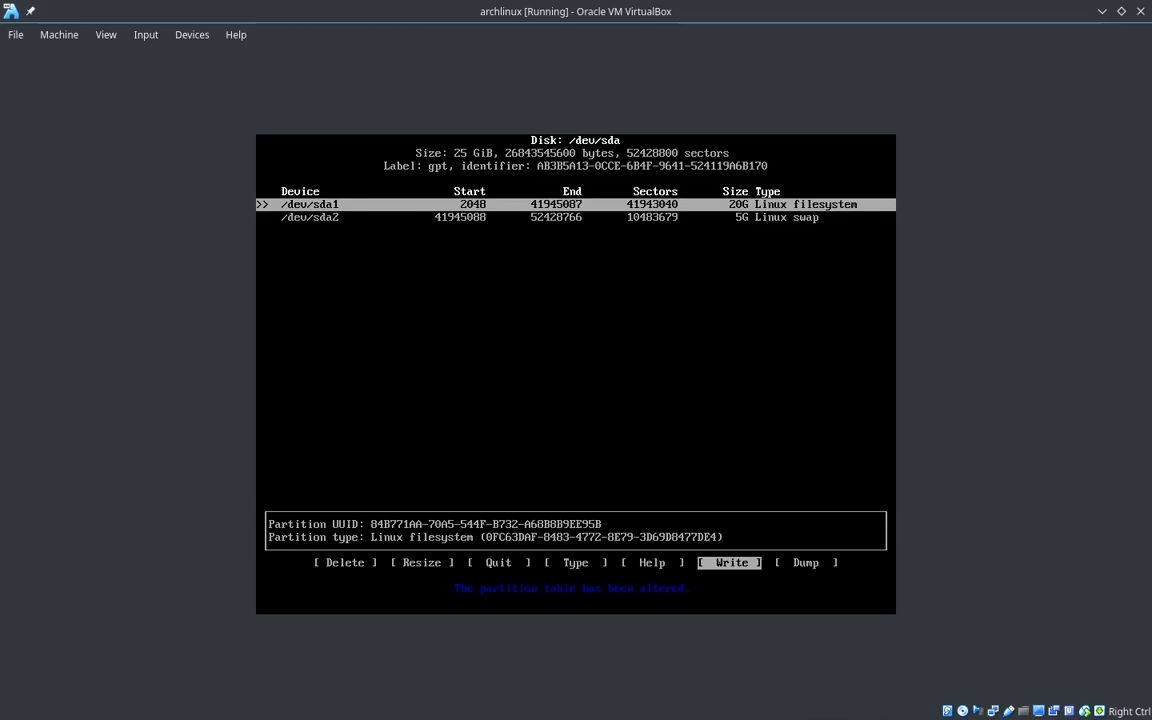 archlinux [Running] - Oracle VM VirtualBox
File Machine View Input Devices Help
Disk: /dev/sda
Size: 25 GiB, 26843545600 bytes, 52428800 sectors
Label: gpt, identifier: AB3B5A13-0CCE-6B4F-9641-524119A6B170
Device Start End Sectors Size Type
>> /dev/sda1 2048 41945087 41943040 20G Linux filesystem
/dev/sda2 41945088 52428766 10483679 5G Linux swap
Partition UUID: 84B771AA-70A5-544F-B732-A68B8B9EE95B
Partition type: Linux filesystem (0FC63DAF-8483-4772-8E79-3D69D8477DE4)
[ Delete ] [ Resize ] [ Quit ] [ Type ] [ Help ] [ Write ] [ Dump ]
The partition table has been altered.
Right Ctrl